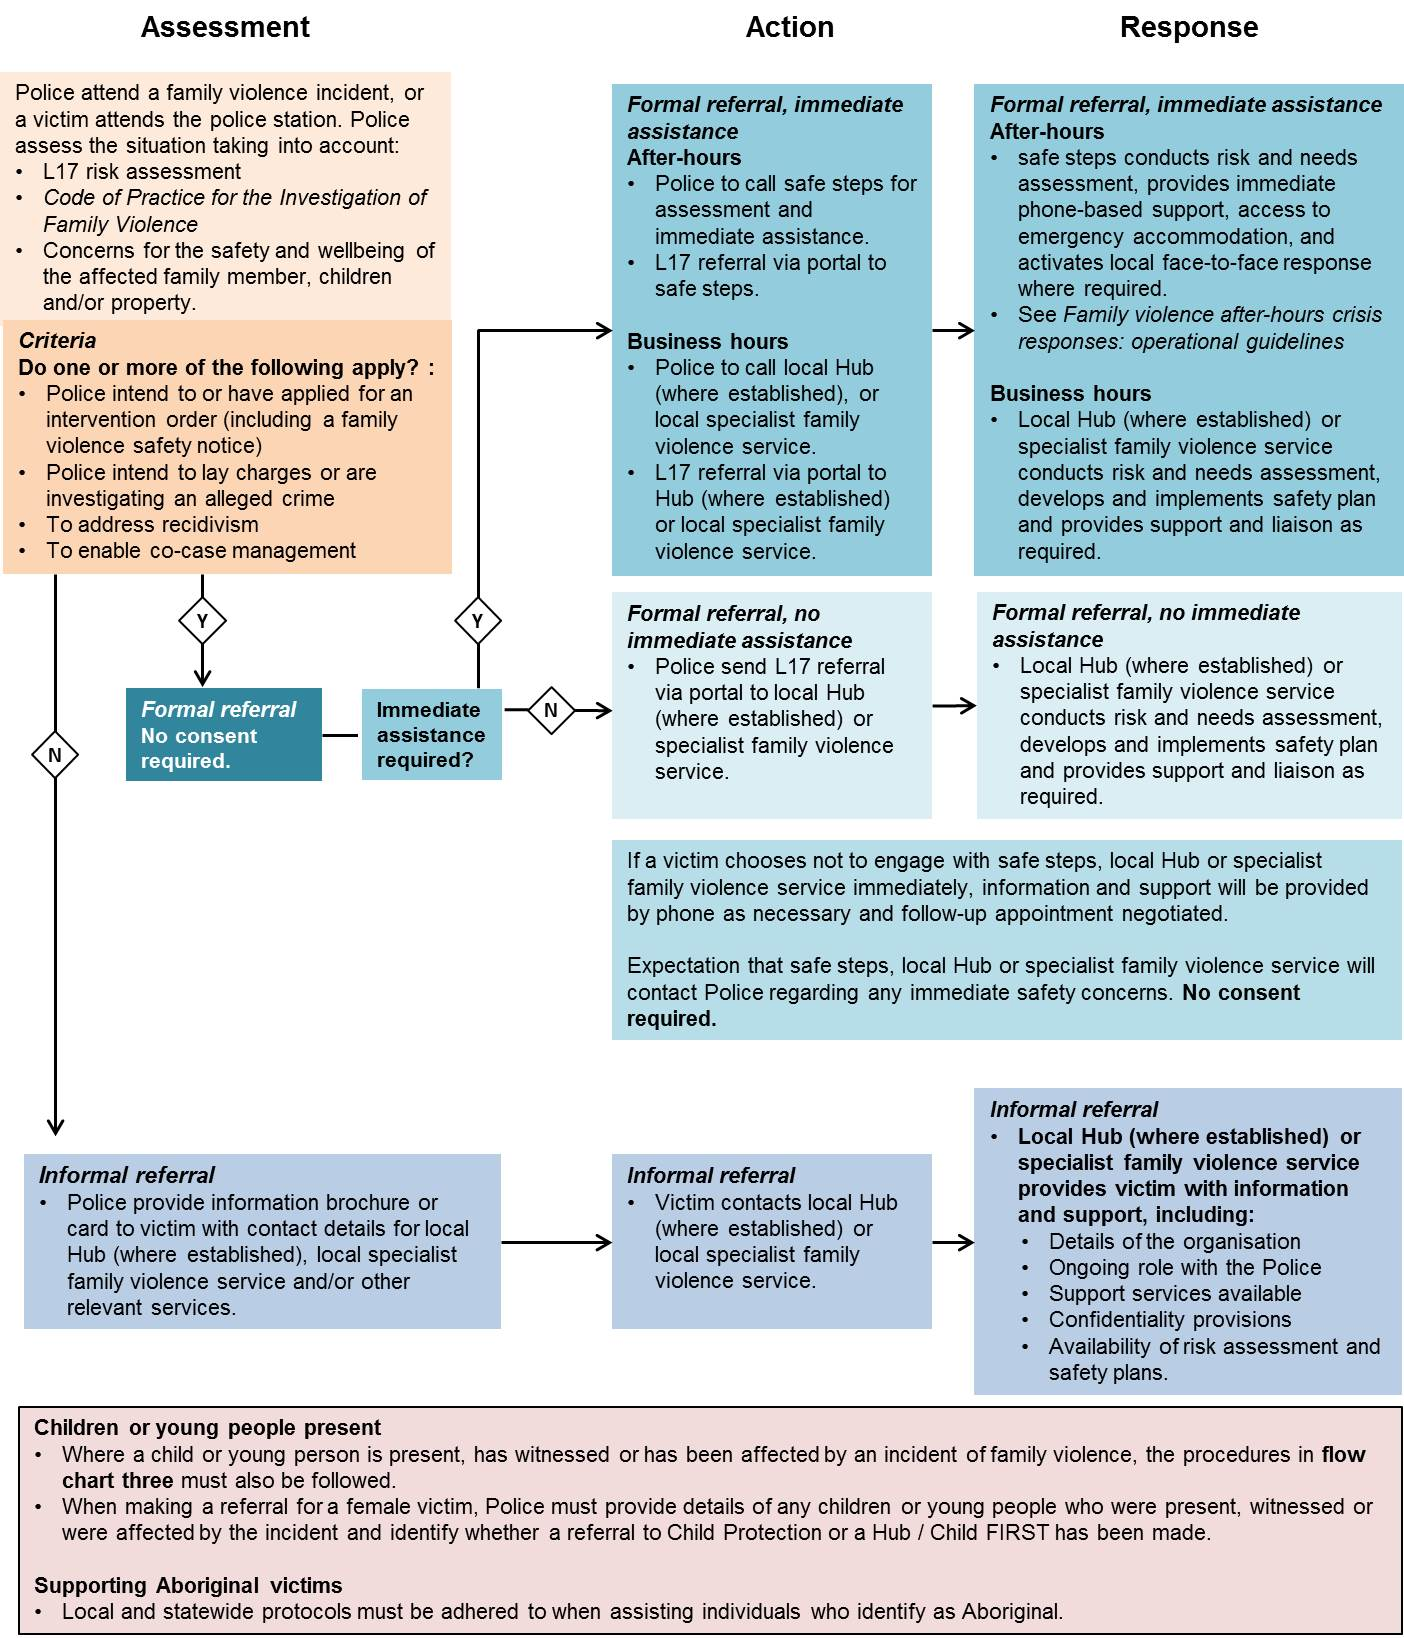 Assessment
Action
Response
Police attend a family violence incident, or
a victim attends the police station. Police
assess the situation taking into account:
• L17 risk assessment
• Code of Practice for the Investigation of
Family Violence
• Concerns for the safety and wellbeing of
the affected family member, children
and/or property.
Criteria
Do one or more of the following apply? :
• Police intend to or have applied for an
intervention order (including a family
violence safety notice)
• Police intend to lay charges or are
investigating an alleged crime
• To address recidivism
• To enable co-case management
Y
N
Formal referral
No consent
required.
Immediate
assistance
required?
Y
N
Formal referral, immediate
assistance
After-hours
• Police to call safe steps for
assessment and
immediate assistance.
• L17 referral via portal to
safe steps.
Business hours
• Police to call local Hub
(where established), or
local specialist family
violence service.
• L17 referral via portal to
Hub (where established)
or local specialist family
violence service.
Formal referral, immediate assistance
After-hours
• safe steps conducts risk and needs
assessment, provides immediate
phone-based support, access to
emergency accommodation, and
activates local face-to-face response
where required.
• See Family violence after-hours crisis
responses: operational guidelines
Business hours
• Local Hub (where established) or
specialist family violence service
conducts risk and needs assessment,
develops and implements safety plan
and provides support and liaison as
required.
Formal referral, no
immediate assistance
• Police send L17 referral
via portal to local Hub
(where established) or
specialist family violence
service.
Formal referral, no immediate
assistance
• Local Hub (where established) or
specialist family violence service
conducts risk and needs assessment,
develops and implements safety plan
and provides support and liaison as
required.
If a victim chooses not to engage with safe steps, local Hub or specialist
family violence service immediately, information and support will be provided
by phone as necessary and follow-up appointment negotiated.
Expectation that safe steps, local Hub or specialist family violence service will
contact Police regarding any immediate safety concerns. No consent
required.
Informal referral
• Police provide information brochure or
card to victim with contact details for local
Hub (where established), local specialist
family violence service and/or other
relevant services.
Informal referral
• Victim contacts local Hub
(where established) or
local specialist family
violence service.
Informal referral
• Local Hub (where established) or
specialist family violence service
provides victim with information
and support, including:
• Details of the organisation
• Ongoing role with the Police
• Support services available
• Confidentiality provisions
• Availability of risk assessment and
safety plans.
Children or young people present
• Where a child or young person is present, has witnessed or has been affected by an incident of family violence, the procedures in flow
chart three must also be followed.
• When making a referral for a female victim, Police must provide details of any children or young people who were present, witnessed or
were affected by the incident and identify whether a referral to Child Protection or a Hub / Child FIRST has been made.
Supporting Aboriginal victims
• Local and statewide protocols must be adhered to when assisting individuals who identify as Aboriginal.